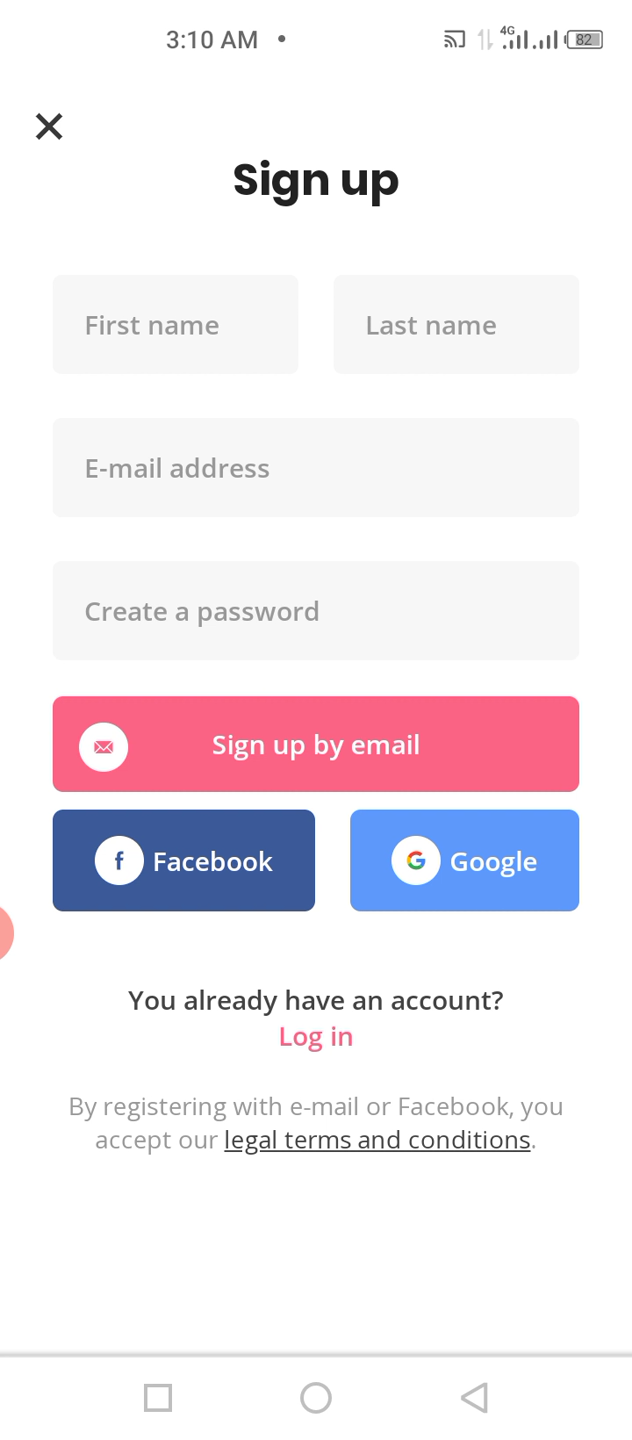 3:10 AM
4G
82
Sign up
First name
Last name
E-mail address
Create a password
Sign up by email
Facebook
Google
You already have an account?
Log in
By registering with e-mail or Facebook, you
accept our legal terms and conditions.